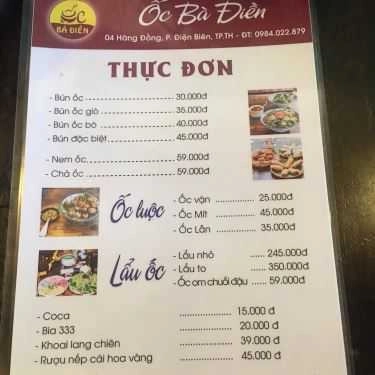 ỐC
BÀ ĐIỀN
Ốc Bà Điền
04 Hàng Đồng, P. Điện Biên, TP.TH - ĐT: 0984.022.879
THỰC ĐƠN
- Bún ốc 30.000đ
- Bún ốc giò 35.000đ
- Bún ốc bò 40.000đ
- Bún đặc biệt 45.000đ
- Nem ốc 59.000đ
- Chả ốc 59.000đ
Ốc luộc
- Ốc vặn 25.000đ
- Ốc Mít 45.000đ
- Ốc Lẫn 35.000đ
Lẩu ốc
- Lẩu nhỏ 245.000đ
- Lẩu to 350.000đ
- Ốc om chuối đậu 59.000đ
- Coca 15.000 đ
- Bia 333 20.000 đ
- Khoai lang chiên 39.000 đ
- Rượu nếp cái hoa vàng 45.000 đ